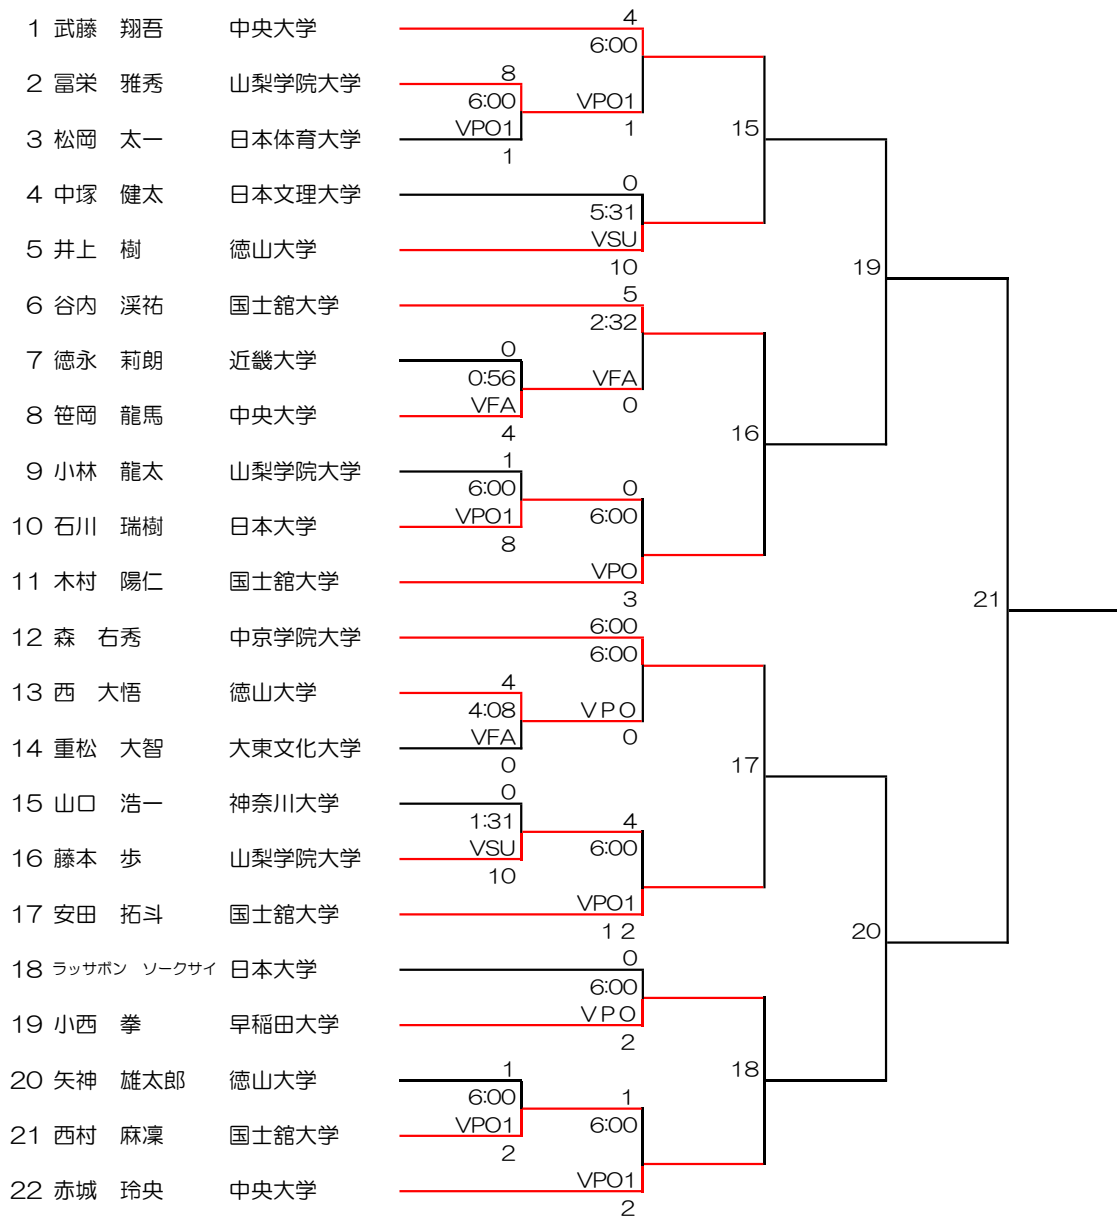 4
1 武藤 翔吾 中央大学
6:00
8
2 冨栄 雅秀 山梨学院大学
6:00 VPO1
VPO1 1 15
3 松岡 太一 日本体育大学
1
0
4 中塚 健太 日本文理大学
5:31
VSU
5 井上 樹 徳山大学
10 19
5
6 谷内 渓祐 国士舘大学
2:32
0
7 徳永 莉朗 近畿大学
0:56 VFA
VFA 0
8 笹岡 龍馬 中央大学
4 16
1
9 小林 龍太 山梨学院大学
6:00 0
VPO1 6:00
10 石川 瑞樹 日本大学
8
VPO
11 木村 陽仁 国士舘大学
3 21
6:00
12 森 右秀 中京学院大学
6:00
4
13 西 大悟 徳山大学
4:08 VPO
VFA 0
14 重松 大智 大東文化大学
0 17
0
15 山口 浩一 神奈川大学
1:31 4
VSU 6:00
16 藤本 歩 山梨学院大学
10
VPO1
17 安田 拓斗 国士舘大学
12 20
0
18 ラッサポン ソークサイ 日本大学
6:00
VPO
19 小西 拳 早稲田大学
2
1 18
20 矢神 雄太郎 徳山大学
6:00 1
VPO1 6:00
21 西村 麻凜 国士舘大学
2
VPO1
22 赤城 玲央 中央大学
2